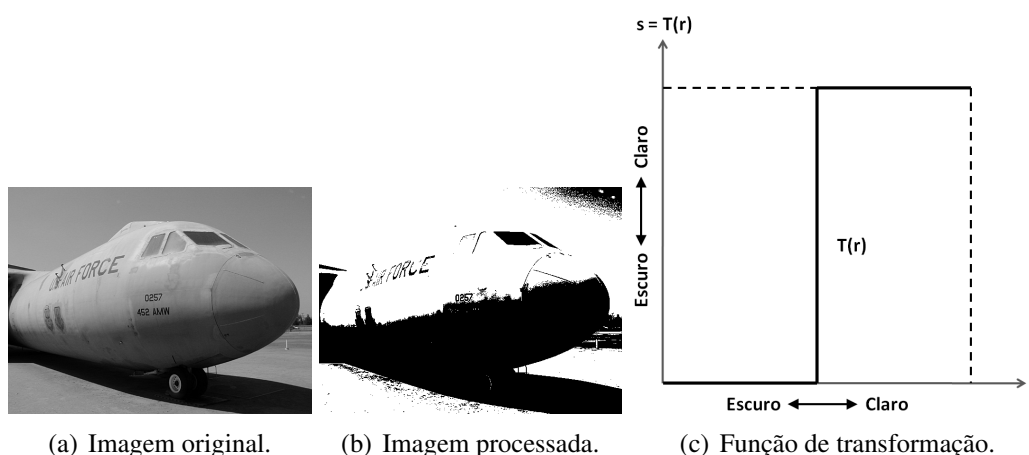 s = T(r)
Claro
Escuro
T(r)
Escuro
Claro
AIR FORCE
0257
452 AMW
AIR FORCE
0257
(a) Imagem original.
(b) Imagem processada.
(c) Função de transformação.